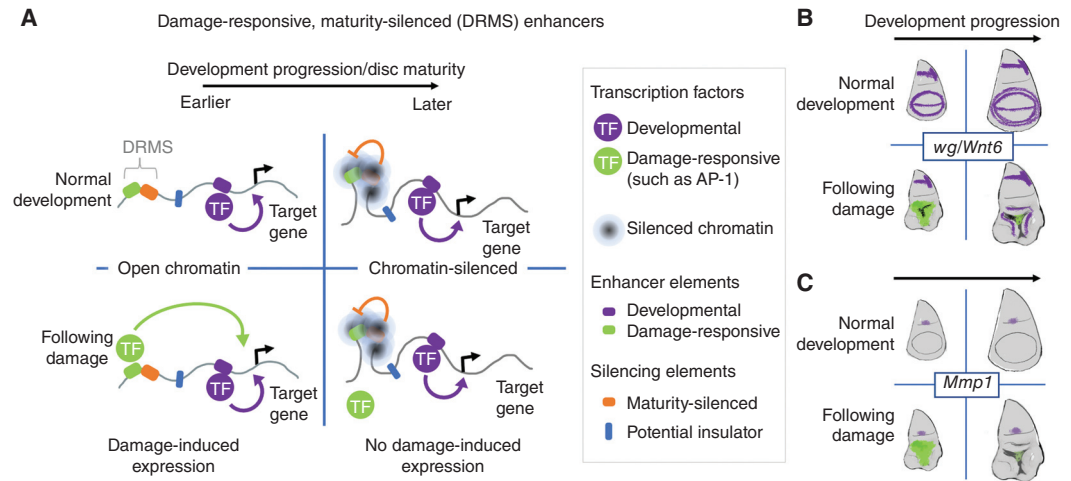 A
Damage-responsive, maturity-silenced (DRMS) enhancers
Development progression/disc maturity
Earlier
Later
DRMS
Normal
development
TF
Target
gene
TF
Target
gene
Open chromatin
Chromatin-silenced
Following
damage
TF
TF
Target
gene
TF
TF
Target
gene
Damage-induced
expression
No damage-induced
expression
Transcription factors
TF Developmental
TF Damage-responsive
(such as AP-1)
Silenced chromatin
Enhancer elements
Developmental
Damage-responsive
Silencing elements
Maturity-silenced
Potential insulator
B
Development progression
Normal
development
wg/Wnt6
Following
damage
C
Normal
development
Mmp1
Following
damage